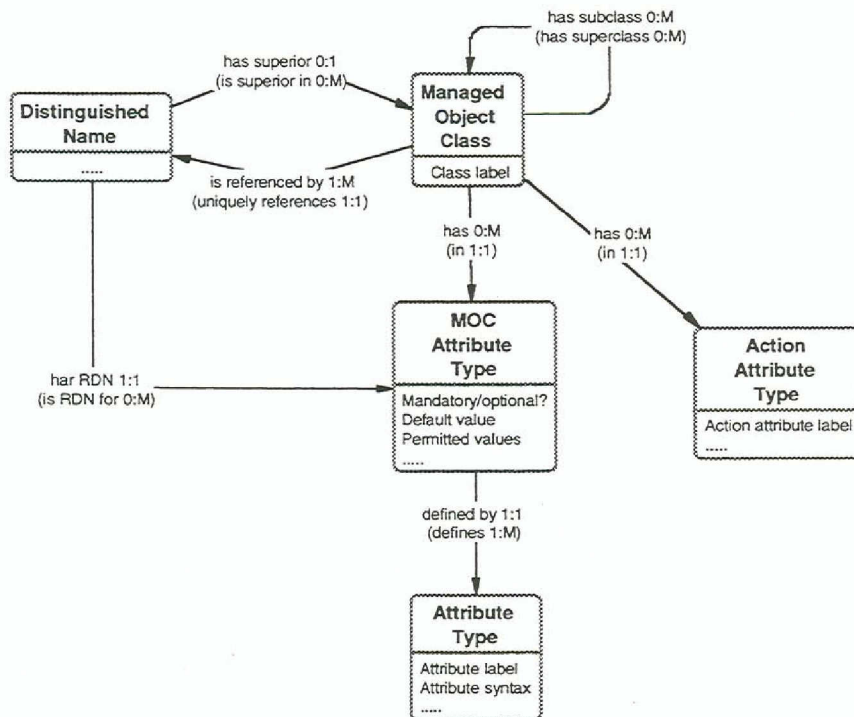 has subclass 0:M
(has superclass 0:M)
has superior 0:1
(is superior in 0:M)
Distinguished
Name
.....
Managed
Object
Class
Class label
is referenced by 1:M
(uniquely references 1:1)
has 0:M
(in 1:1)
has 0:M
(in 1:1)
MOC
Attribute
Type
Mandatory/optional?
Default value
Permitted values
.....
Action
Attribute
Type
Action attribute label
.....
har RDN 1:1
(is RDN for 0:M)
defined by 1:1
(defines 1:M)
Attribute
Type
Attribute label
Attribute syntax
.....